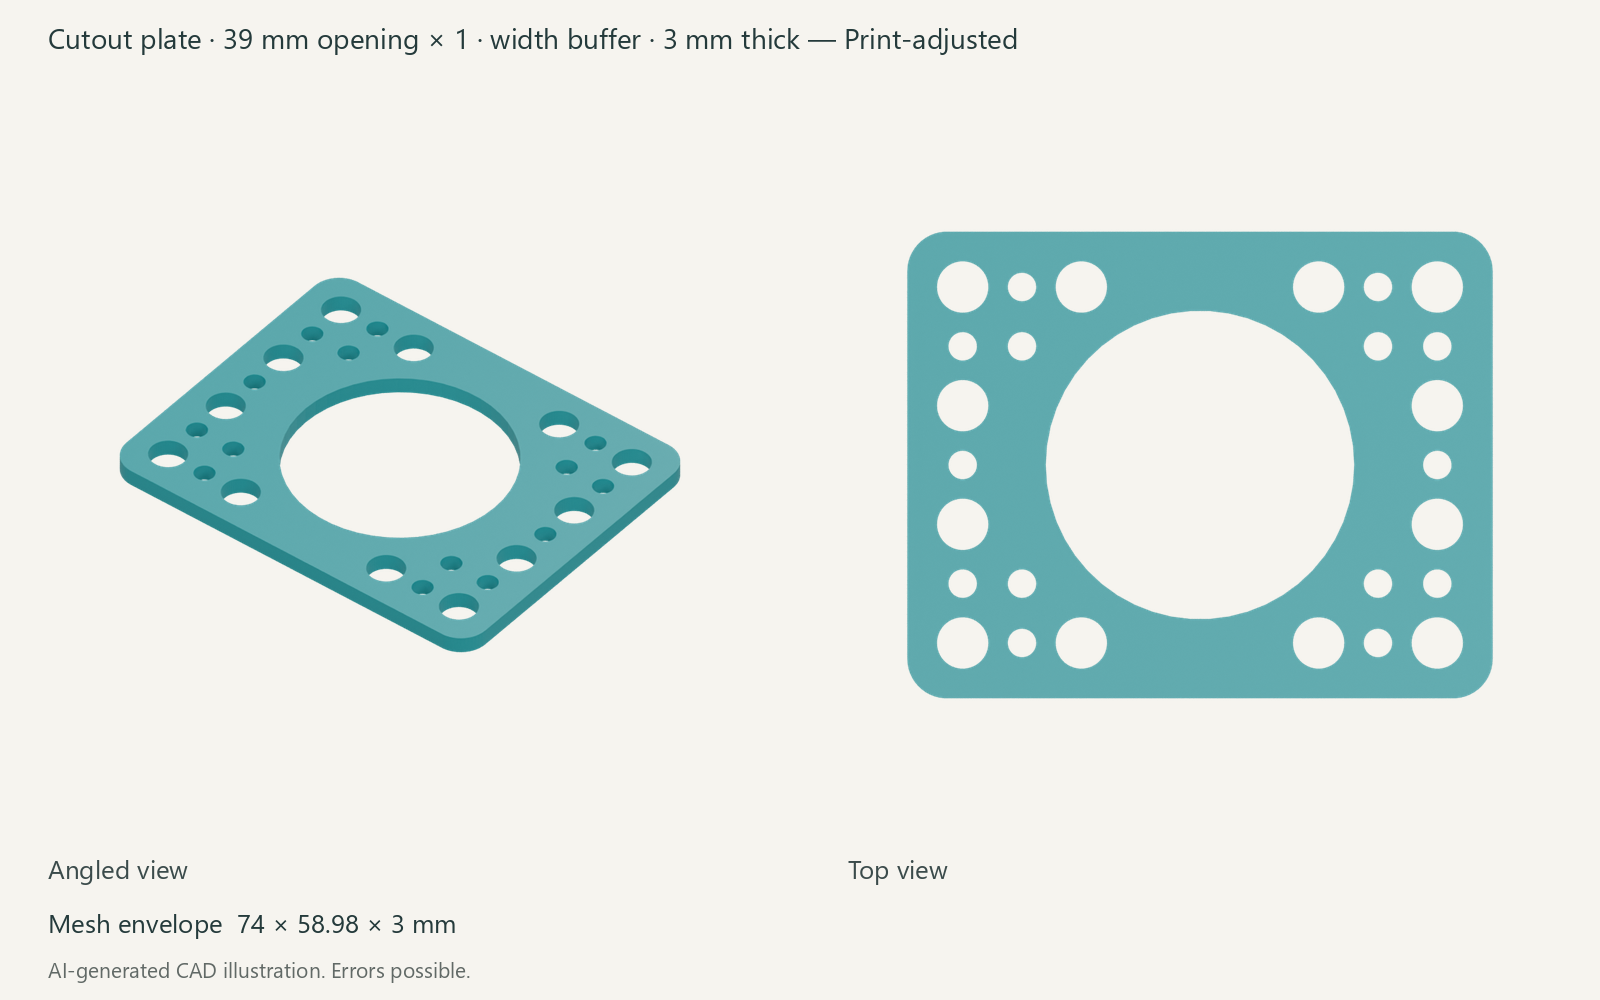 Cutout plate · 39 mm opening × 1 · width buffer · 3 mm thick — Print-adjusted
Angled view
Top view
Mesh envelope 74 × 58.98 × 3 mm
AI-generated CAD illustration. Errors possible.